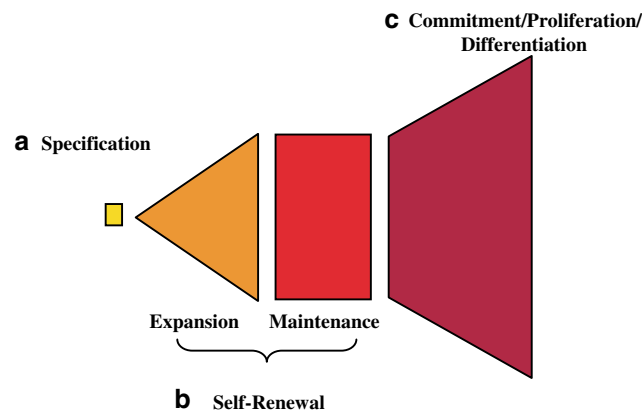 c Commitment/Proliferation/
Differentiation
a Specification
Expansion Maintenance
b Self-Renewal